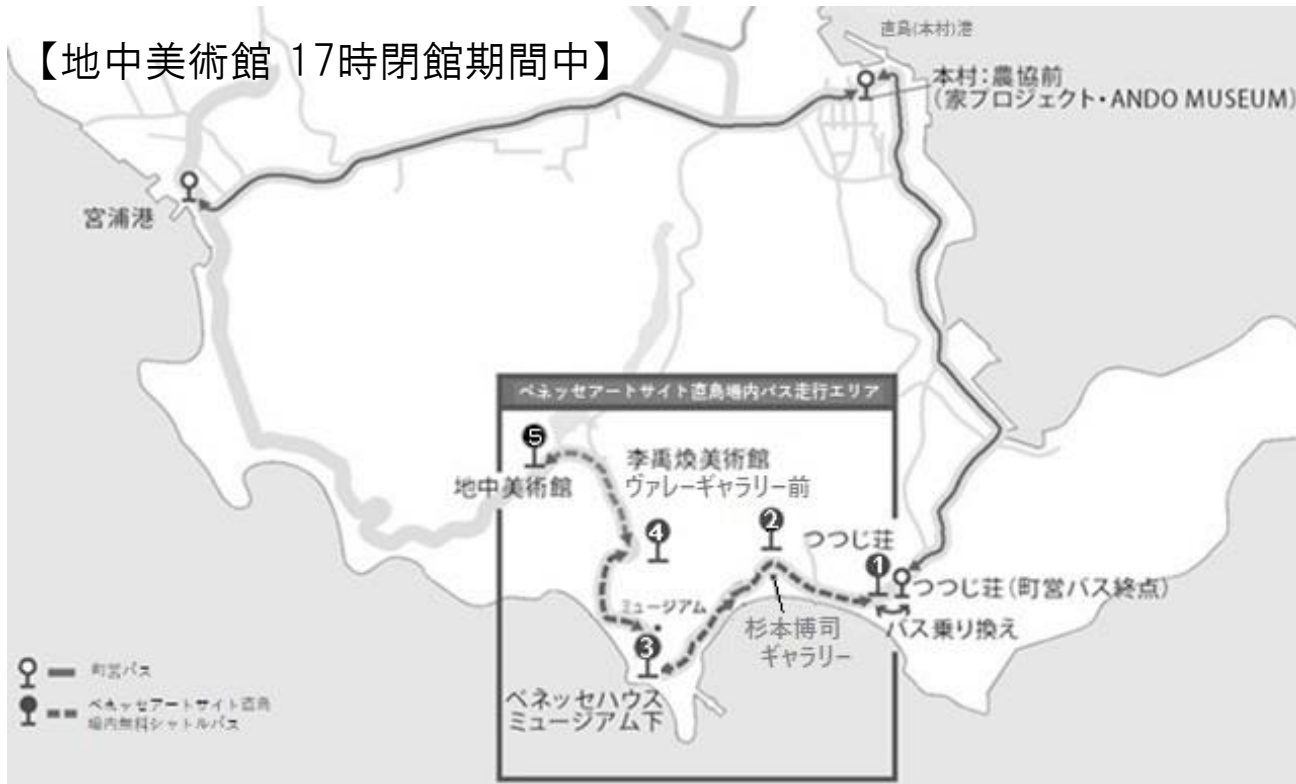 【地中美術館 17時閉館期間中】
直島(本村)港
本村:農協前
(家プロジェクト・ANDO MUSEUM)
宮浦港
ベネッセアートサイト直島場内バス走行エリア
5
地中美術館
李禹煥美術館
ヴァレーギャラリー前
4
2
つつじ荘
1
つつじ荘(町営バス終点)
バス乗り換え
杉本博司
ギャラリー
ミュージアム
3
ベネッセハウス
ミュージアム下
町営バス
ベネッセアートサイト直島
場内無料シャトルバス